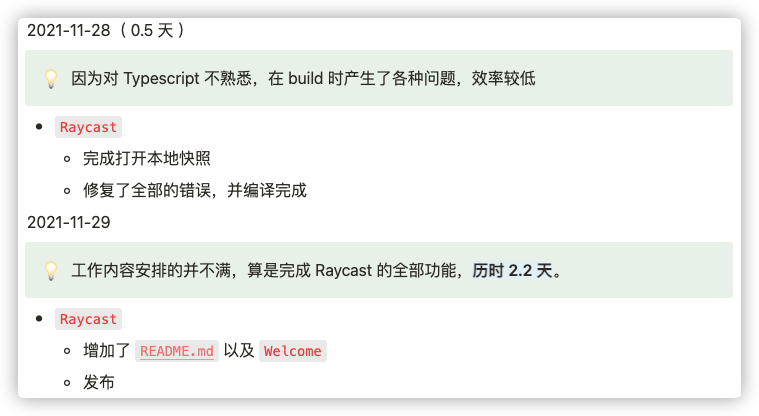 2021-11-28（ 0.5 天 ）
💡 因为对 Typescript 不熟悉，在 build 时产生了各种问题，效率较低
• Raycast
◦ 完成打开本地快照
◦ 修复了全部的错误，并编译完成
2021-11-29
💡 工作内容安排的并不满，算是完成 Raycast 的全部功能，历时 2.2 天。
• Raycast
◦ 增加了 README.md 以及 Welcome
◦ 发布